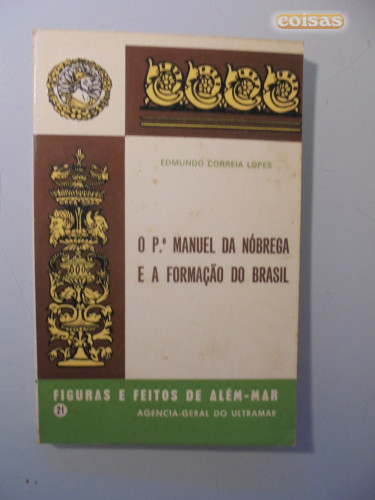 coisas
EDMUNDO CORREIA LOPES
O P.ᵉ MANUEL DA NÓBREGA
E A FORMAÇÃO DO BRASIL
FIGURAS E FEITOS DE ALÉM-MAR
21
AGENCIA-GERAL DO ULTRAMAR